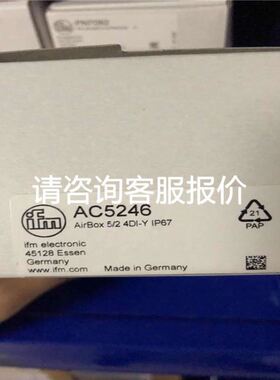 ifm
请咨询客服报价
ifm
AC5246
AirBox 5/2 4DI-Y IP67
21
PAP
ifm electronic
45128 Essen
Germany
www.ifm.com
Made in Germany